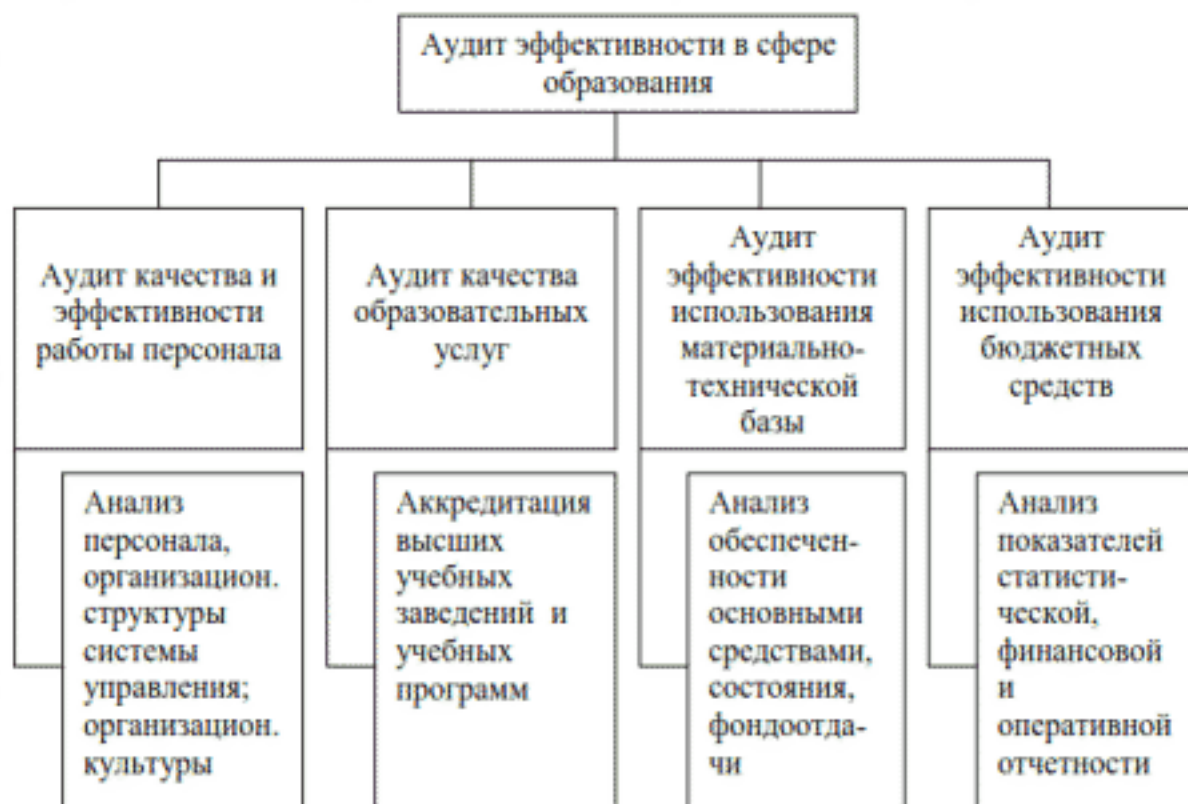 Аудит эффективности в сфере
образования
Аудит качества и
эффективности
работы персонала
Аудит качества
образовательных
услуг
Аудит
эффективности
использования
материально-
технической
базы
Аудит
эффективности
использования
бюджетных
средств
Анализ
персонала,
организацион.
структуры
системы
управления;
организацион.
культуры
Аккредитация
высших
учебных
заведений и
учебных
программ
Анализ
обеспечен-
ности
основными
средствами,
состояния,
фондоотда-
чи
Анализ
показателей
статисти-
ческой,
финансовой
и
оперативной
отчетности